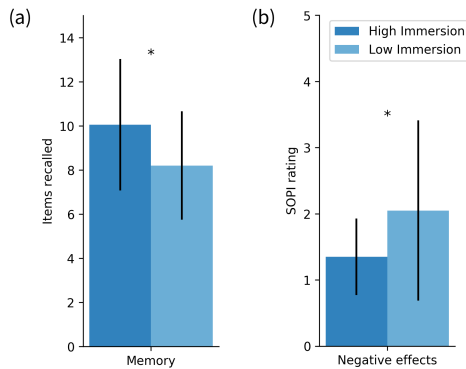 (a)
14
12
10
8
6
4
2
0
Items recalled
*
Memory
(b)
5
4
3
2
1
0
SOPI rating
High Immersion
Low Immersion
*
Negative effects